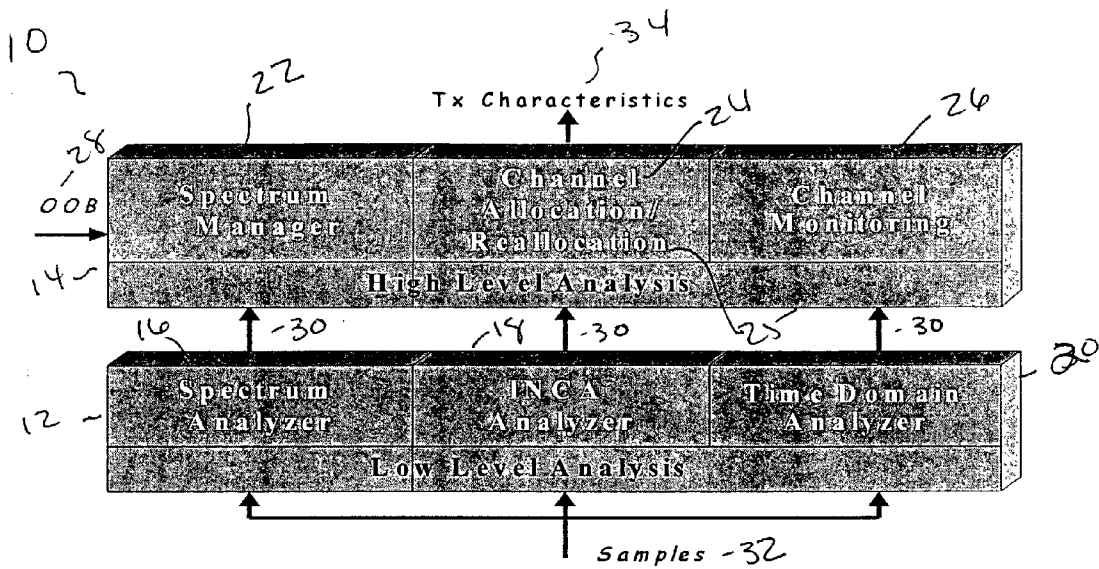 10
34
22
Tx Characteristics
24
26
28
OOB
Spectrum
Manager
Channel
Allocation/
Reallocation
Channel
Monitoring
14
High Level Analysis
16
-30
18
-30
25
-30
20
12
Spectrum
Analyzer
INCA
Analyzer
Time Domain
Analyzer
Low Level Analysis
Samples -32